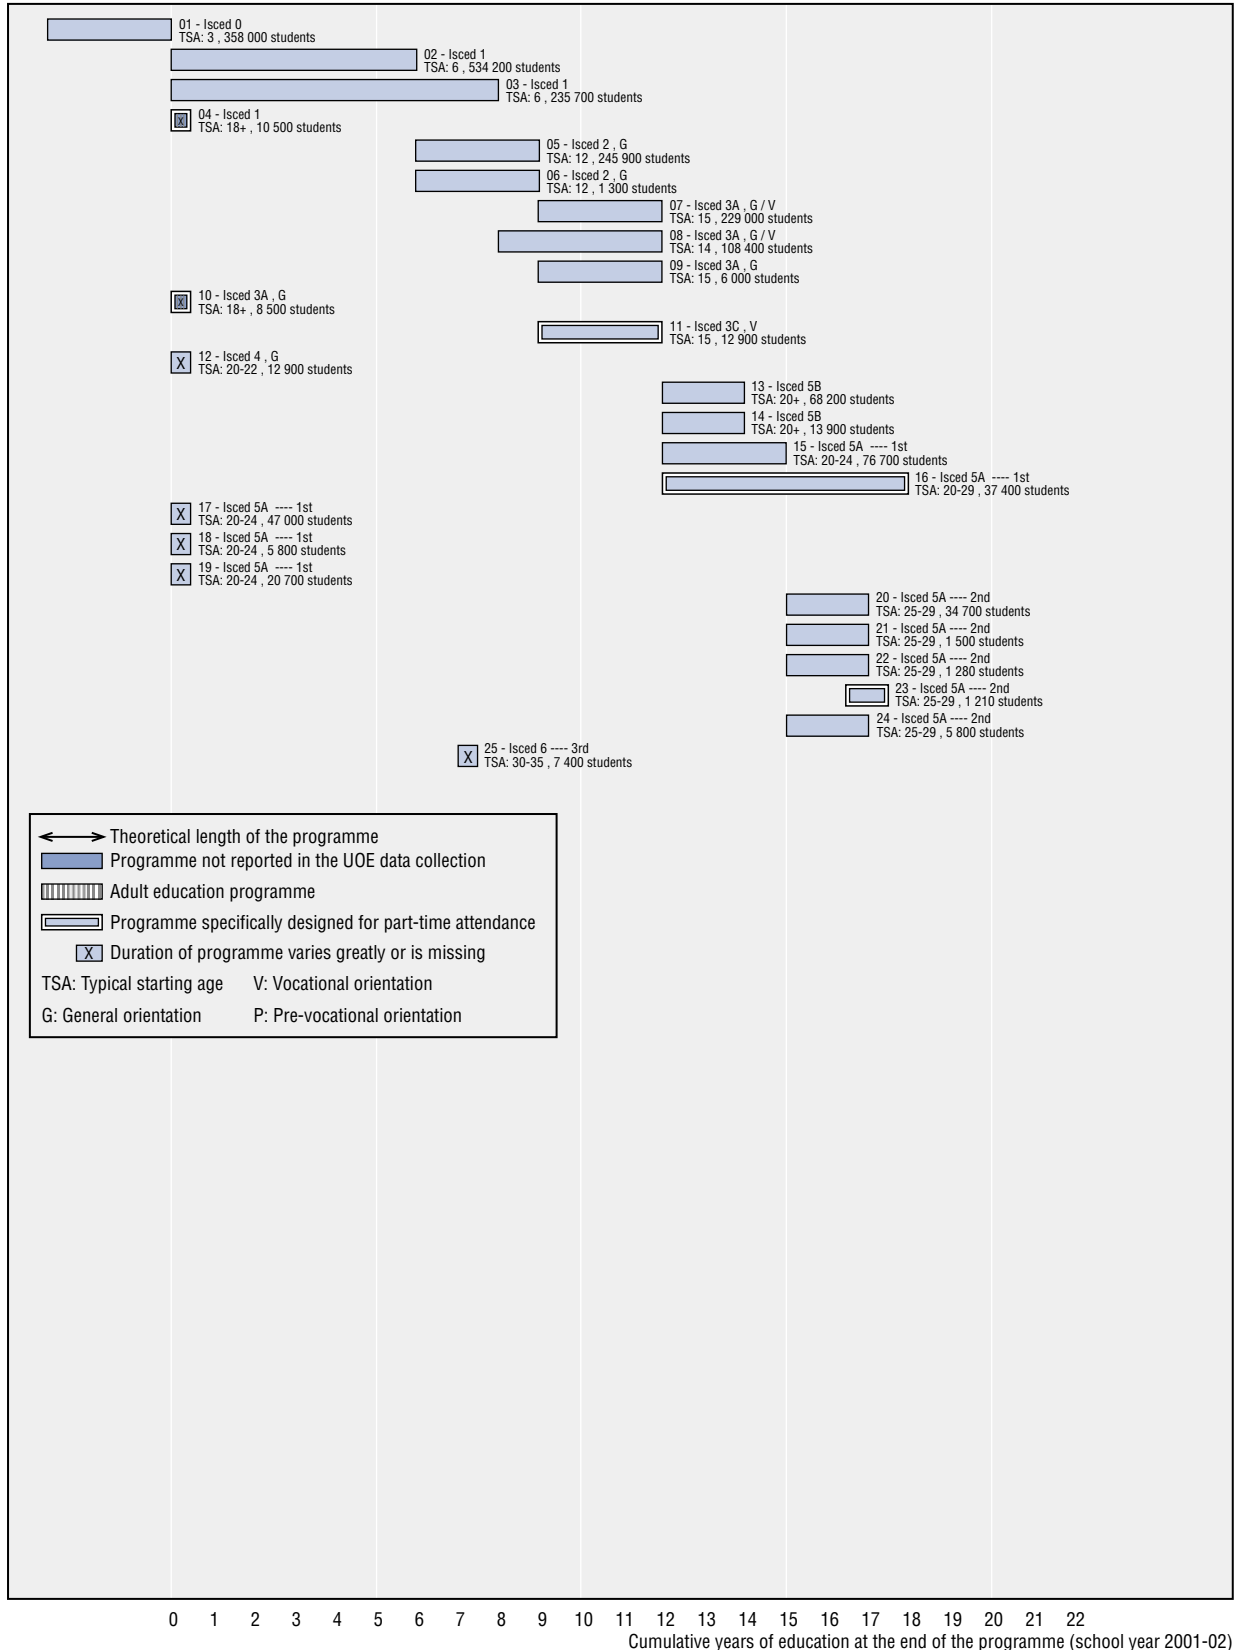 01 - Isced 0
TSA: 3 , 358 000 students
02 - Isced 1
TSA: 6 , 534 200 students
03 - Isced 1
TSA: 6 , 235 700 students
X
04 - Isced 1
TSA: 18+ , 10 500 students
05 - Isced 2 , G
TSA: 12 , 245 900 students
06 - Isced 2 , G
TSA: 12 , 1 300 students
07 - Isced 3A , G / V
TSA: 15 , 229 000 students
08 - Isced 3A , G / V
TSA: 14 , 108 400 students
09 - Isced 3A , G
TSA: 15 , 6 000 students
X
10 - Isced 3A , G
TSA: 18+ , 8 500 students
11 - Isced 3C , V
TSA: 15 , 12 900 students
X
12 - Isced 4 , G
TSA: 20-22 , 12 900 students
13 - Isced 5B
TSA: 20+ , 68 200 students
14 - Isced 5B
TSA: 20+ , 13 900 students
15 - Isced 5A ---- 1st
TSA: 20-24 , 76 700 students
16 - Isced 5A ---- 1st
TSA: 20-29 , 37 400 students
X
17 - Isced 5A ---- 1st
TSA: 20-24 , 47 000 students
X
18 - Isced 5A ---- 1st
TSA: 20-24 , 5 800 students
X
19 - Isced 5A ---- 1st
TSA: 20-24 , 20 700 students
20 - Isced 5A ---- 2nd
TSA: 25-29 , 34 700 students
21 - Isced 5A ---- 2nd
TSA: 25-29 , 1 500 students
22 - Isced 5A ---- 2nd
TSA: 25-29 , 1 280 students
23 - Isced 5A ---- 2nd
TSA: 25-29 , 1 210 students
24 - Isced 5A ---- 2nd
TSA: 25-29 , 5 800 students
X
25 - Isced 6 ---- 3rd
TSA: 30-35 , 7 400 students
Theoretical length of the programme
Programme not reported in the UOE data collection
Adult education programme
Programme specifically designed for part-time attendance
X Duration of programme varies greatly or is missing
TSA: Typical starting age V: Vocational orientation
G: General orientation P: Pre-vocational orientation
0 1 2 3 4 5 6 7 8 9 10 11 12 13 14 15 16 17 18 19 20 21 22
Cumulative years of education at the end of the programme (school year 2001-02)